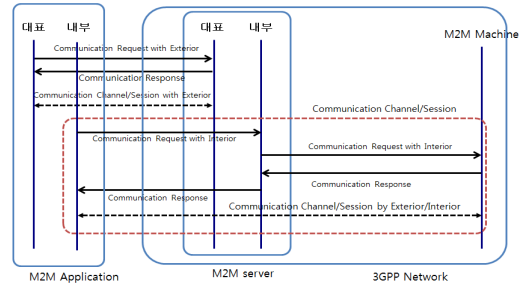 대표 내부 대표 내부
M2M Machine
Communication Request with Exterior
Communication Response
Communication Channel/Session with Exterior
Communication Channel/Session
Communication Request with Interior
Communication Request with Interior
Communication Response
Communication Response
Communication Channel/Session by Exterior/Interior
M2M Application M2M server 3GPP Network